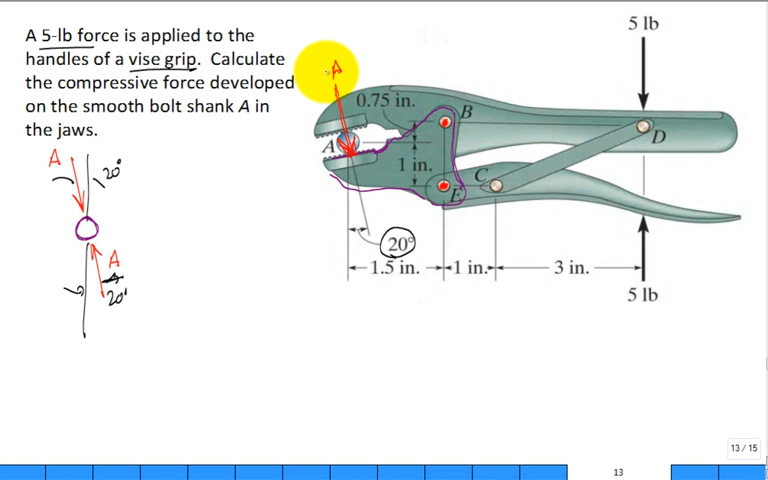 A 5-lb force is applied to the
handles of a vise grip.  Calculate
the compressive force developed
on the smooth bolt shank A in
the jaws.
5 lb
A
0.75 in.
B
D
A
1 in.
C
E
20°
1.5 in.
1 in.
3 in.
5 lb
A
20°
A
20°
13 / 15
13